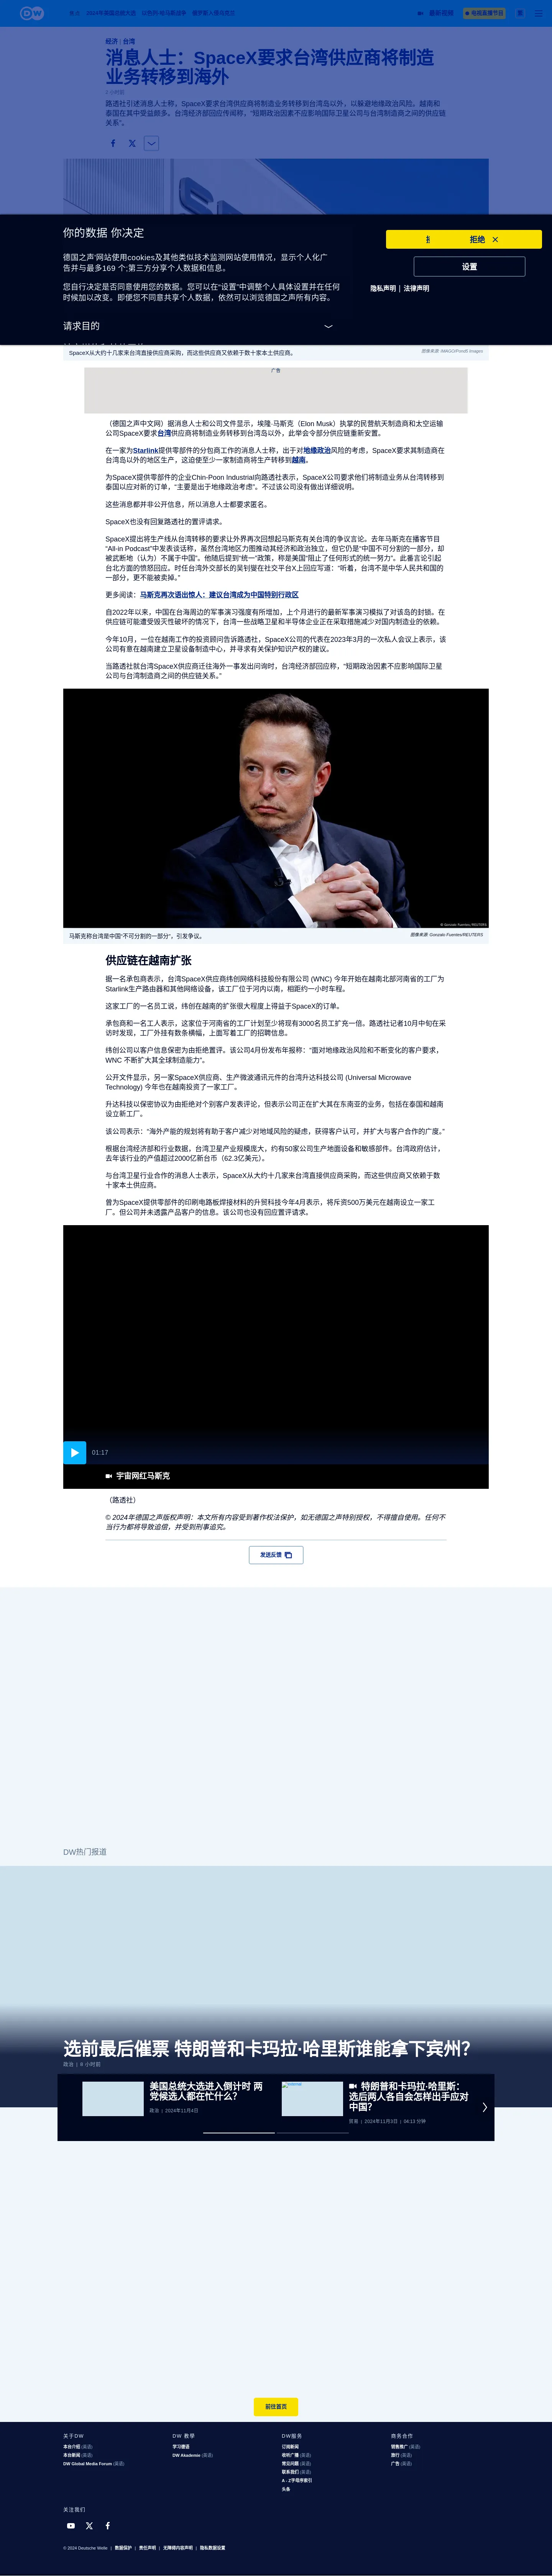 2024年美国总统大选
以色列-哈马斯战争
俄罗斯入侵乌克兰
最新视频
电视直播节目
经济 | 台湾
消息人士：SpaceX要求台湾供应商将制造
业务转移到海外
路透社引述消息人士称，SpaceX要求台湾供应商将制造业务转移到台湾岛以外，以躲避地缘政治风险。越南和
泰国在其中受益颇多。台湾经济部回应传闻称，“短期政治因素不应影响国际卫星公司与台湾制造商之间的供应链
关系”。
你的数据 你决定
德国之声'网站使用cookies及其他类似技术监测网站使用情况，显示个人化广
告并与最多169 个;第三方分享个人数据和信息。
您自行决定是否同意使用您的数据。您可以在“设置”中调整个人具体设置并在任何
时候加以改变。即便您不同意共享个人数据，依然可以浏览德国之声所有内容。
请求目的
拒绝
设置
隐私声明 | 法律声明
SpaceX从大约十几家来台湾直接供应商采购，而这些供应商又依赖于数十家本土供应商。
图像来源: IMAGO/Pond5 Images
广告
（德国之声中文网）据消息人士和公司文件显示，埃隆·马斯克（Elon Musk）执掌的民营航天制造商和太空运输
公司SpaceX要求台湾供应商将制造业务转移到台湾岛以外，此举会令部分供应链重新安置。
在一家为Starlink提供零部件的分包商工作的消息人士称，出于对地缘政治风险的考虑，SpaceX要求其制造商在
台湾岛以外的地区生产，这迫使至少一家制造商将生产转移到越南。
为SpaceX提供零部件的企业Chin-Poon Industrial向路透社表示，SpaceX公司要求他们将制造业务从台湾转移到
泰国以应对新的订单，“主要是出于地缘政治考虑”。不过该公司没有做出详细说明。
这些消息都并非公开信息，所以消息人士都要求匿名。
SpaceX也没有回复路透社的置评请求。
SpaceX提出将生产线从台湾转移的要求让外界再次回想起马斯克有关台湾的争议言论。去年马斯克在播客节目
“All-in Podcast”中发表谈话称，虽然台湾地区力图推动其经济和政治独立，但它仍是“中国不可分割的一部分，却
被武断地（认为）不属于中国”。他随后提到“统一”政策，称是美国“阻止了任何形式的统一”。此番言论引起
台北方面的愤怒回应。时任台湾外交部长的吴钊燮在社交平台X上回应写道：“听着，台湾不是中华人民共和国的
一部分，更不能被卖掉。”
更多阅读：马斯克再次语出惊人：建议台湾成为中国特别行政区
自2022年以来，中国在台海周边的军事演习强度有所增加，上个月进行的最新军事演习模拟了对该岛的封锁。在
供应链可能遭受毁灭性破坏的情况下，台湾一些战略卫星和半导体企业正在采取措施减少对国内制造业的依赖。
今年10月，一位在越南工作的投资顾问告诉路透社，SpaceX公司的代表在2023年3月的一次私人会议上表示，该
公司有意在越南建立卫星设备制造中心，并寻求有关保护知识产权的建议。
当路透社就台湾SpaceX供应商迁往海外一事发出问询时，台湾经济部回应称，“短期政治因素不应影响国际卫星
公司与台湾制造商之间的供应链关系。”
© Gonzalo Fuentes/REUTERS
马斯克称台湾是中国“不可分割的一部分”，引发争议。
图像来源: Gonzalo Fuentes/REUTERS
供应链在越南扩张
据一名承包商表示，台湾SpaceX供应商纬创网络科技股份有限公司 (WNC) 今年开始在越南北部河南省的工厂为
Starlink生产路由器和其他网络设备，该工厂位于河内以南，相距约一小时车程。
这家工厂的一名员工说，纬创在越南的扩张很大程度上得益于SpaceX的订单。
承包商和一名工人表示，这家位于河南省的工厂计划至少将现有3000名员工扩充一倍。路透社记者10月中旬在采
访时发现，工厂外挂有数条横幅，上面写着工厂的招聘信息。
纬创公司以客户信息保密为由拒绝置评。该公司4月份发布年报称：“面对地缘政治风险和不断变化的客户要求，
WNC 不断扩大其全球制造能力”。
公开文件显示，另一家SpaceX供应商、生产微波通讯元件的台湾升达科技公司 (Universal Microwave
Technology) 今年也在越南投资了一家工厂。
升达科技以保密协议为由拒绝对个别客户发表评论，但表示公司正在扩大其在东南亚的业务，包括在泰国和越南
设立新工厂。
该公司表示：“海外产能的规划将有助于客户减少对地域风险的疑虑，获得客户认可，并扩大与客户合作的广度。”
根据台湾经济部和行业数据，台湾卫星产业规模庞大，约有50家公司生产地面设备和敏感部件。台湾政府估计，
去年该行业的产值超过2000亿新台币（62.3亿美元）。
与台湾卫星行业合作的消息人士表示，SpaceX从大约十几家来台湾直接供应商采购，而这些供应商又依赖于数
十家本土供应商。
曾为SpaceX提供零部件的印刷电路板焊接材料的升贸科技今年4月表示，将斥资500万美元在越南设立一家工
厂。但公司并未透露产品客户的信息。该公司也没有回应置评请求。
01:17
宇宙网红马斯克
（路透社）
© 2024年德国之声版权声明：本文所有内容受到著作权法保护，如无德国之声特别授权，不得擅自使用。任何不
当行为都将导致追偿，并受到刑事追究。
发送反馈
DW热门报道
选前最后催票 特朗普和卡玛拉·哈里斯谁能拿下宾州？
政治 | 8 小时前
美国总统大选进入倒计时 两
党候选人都在忙什么？
政治 | 2024年11月4日
特朗普和卡玛拉·哈里斯：
选后两人各自会怎样出手应对
中国？
贸易 | 2024年11月3日 | 04:13 分钟
前往首页
关于DW
本台介绍 (英语)
本台新闻 (英语)
DW Global Media Forum (英语)
DW 教學
学习德语
DW Akademie (英语)
DW服务
订阅新闻
收听广播 (英语)
常见问题 (英语)
联系我们 (英语)
A - Z字母序索引
头条
商务合作
销售推广 (英语)
旅行 (英语)
广告 (英语)
关注我们
© 2024 Deutsche Welle | 数据保护 | 责任声明 | 无障碍内容声明 | 隐私数据设置